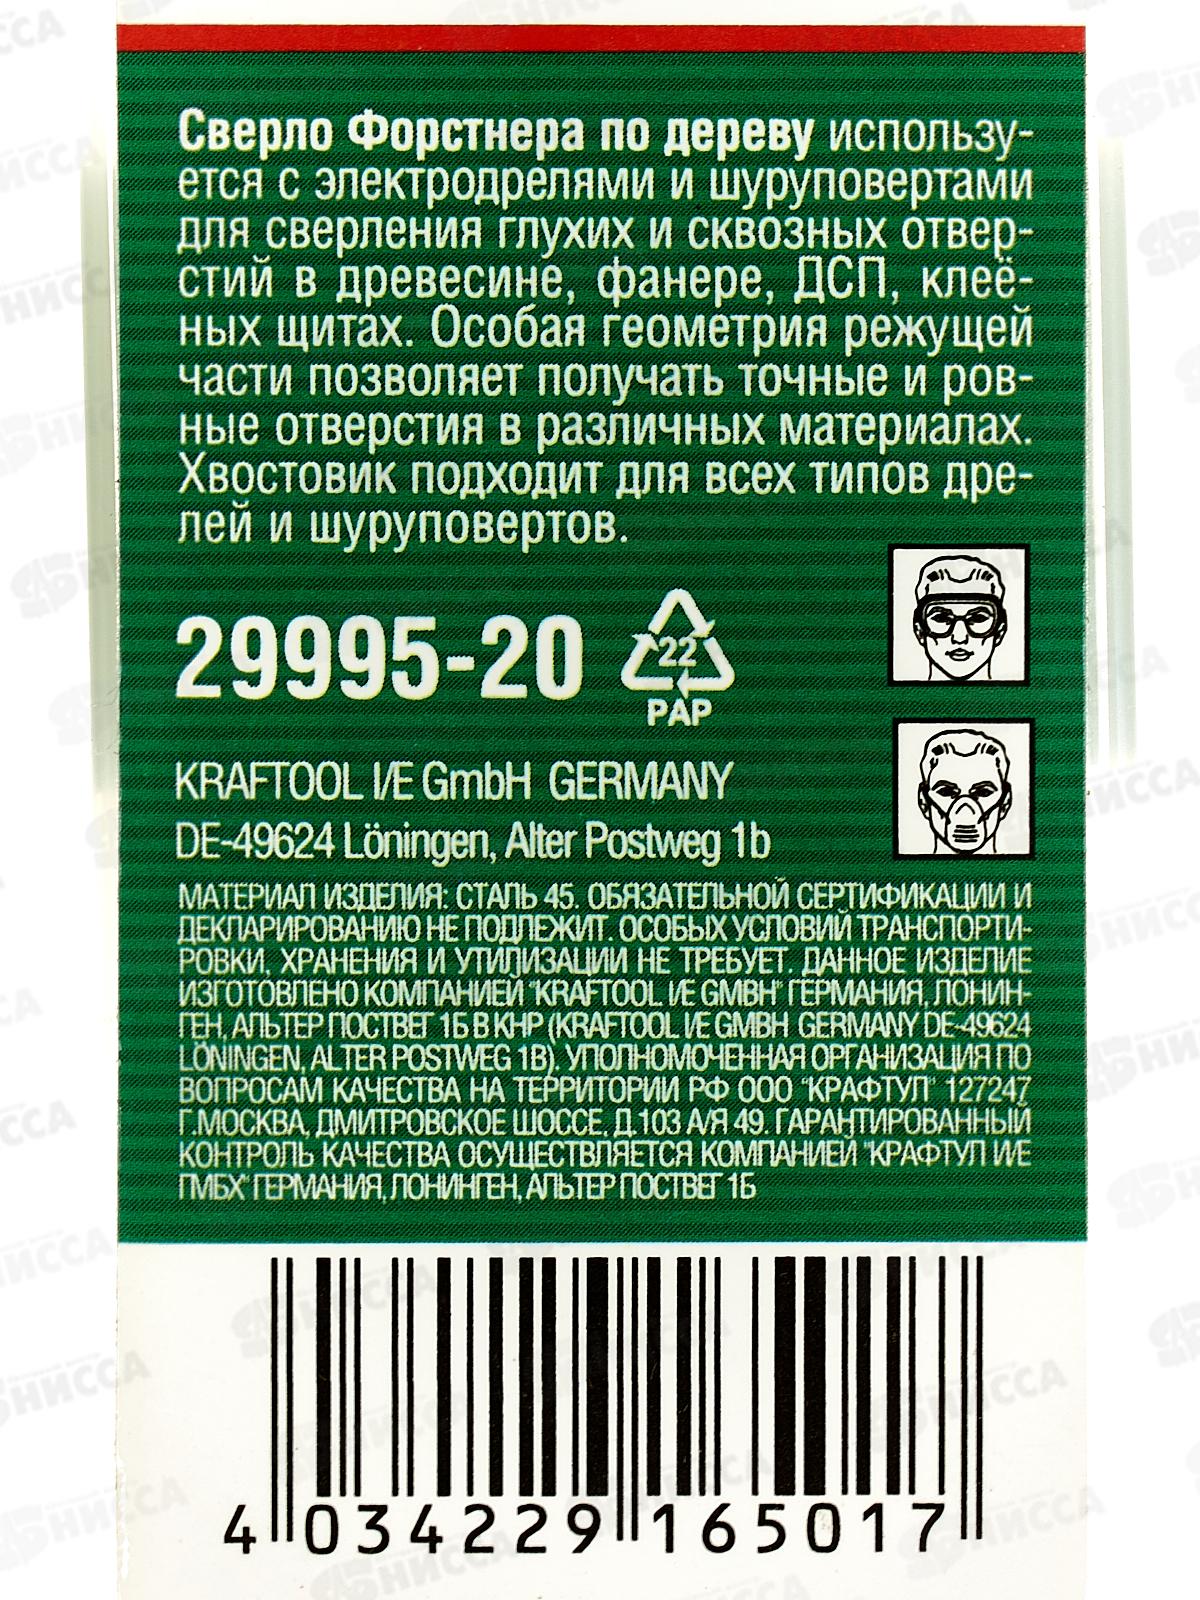 Сверло Форстнера по дереву использу-
ется с электродрелями и шуруповертами
для сверления глухих и сквозных отвер-
стий в древесине, фанере, ДСП, клеё-
ных щитах. Особая геометрия режущей
части позволяет получать точные и ров-
ные отверстия в различных материалах.
Хвостовик подходит для всех типов дре-
лей и шуруповертов.
29995-20
22
PAP
KRAFTOOL I/E GmbH GERMANY
DE-49624 Löningen, Alter Postweg 1b
МАТЕРИАЛ ИЗДЕЛИЯ: СТАЛЬ 45. ОБЯЗАТЕЛЬНОЙ СЕРТИФИКАЦИИ И
ДЕКЛАРИРОВАНИЮ НЕ ПОДЛЕЖИТ. ОСОБЫХ УСЛОВИЙ ТРАНСПОРТИ-
РОВКИ, ХРАНЕНИЯ И УТИЛИЗАЦИИ НЕ ТРЕБУЕТ. ДАННОЕ ИЗДЕЛИЕ
ИЗГОТОВЛЕНО КОМПАНИЕЙ "KRAFTOOL I/E GMBH" ГЕРМАНИЯ, ЛОНИН-
ГЕН, АЛЬТЕР ПОСТВЕГ 1Б В КНР (KRAFTOOL I/E GMBH GERMANY DE-49624
LÖNINGEN, ALTER POSTWEG 1B). УПОЛНОМОЧЕННАЯ ОРГАНИЗАЦИЯ ПО
ВОПРОСАМ КАЧЕСТВА НА ТЕРРИТОРИИ РФ ООО "КРАФТУЛ" 127247
Г.МОСКВА, ДМИТРОВСКОЕ ШОССЕ, Д.103 А/Я 49. ГАРАНТИРОВАННЫЙ
КОНТРОЛЬ КАЧЕСТВА ОСУЩЕСТВЛЯЕТСЯ КОМПАНИЕЙ "КРАФТУЛ И/Е
ГМБХ" ГЕРМАНИЯ, ЛОНИНГЕН, АЛЬТЕР ПОСТВЕГ 1Б
4 034229 165017